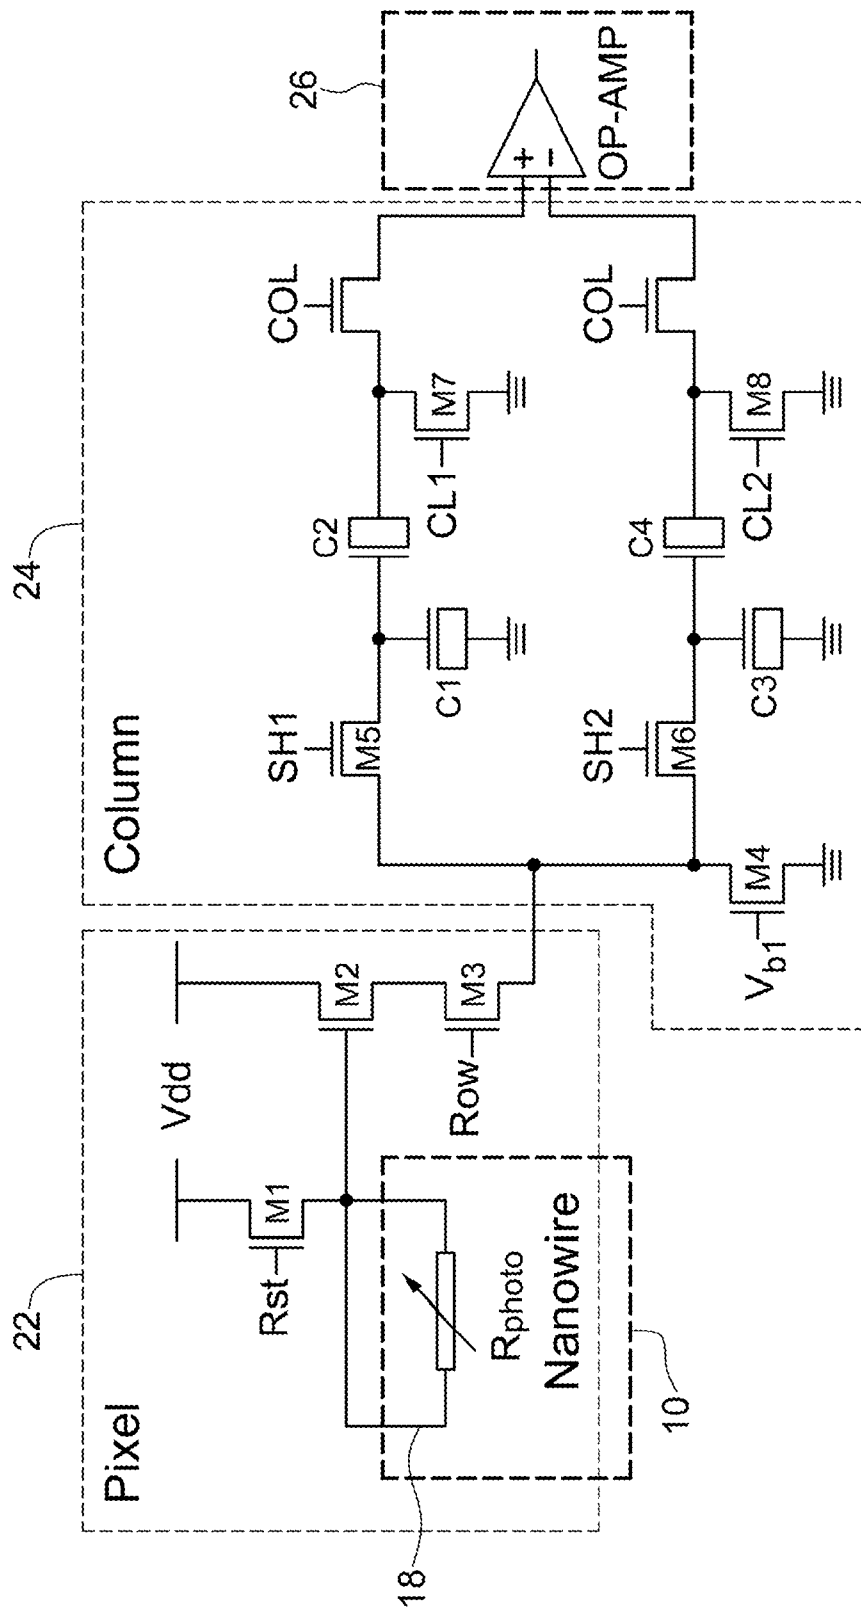 22
24
26
Pixel
Column
Vdd
Rst
M1
M2
Row
M3
18
Rphoto
Nanowire
10
Vb1
M4
SH1
M5
C1
C2
CL1
M7
COL
SH2
M6
C3
C4
CL2
M8
COL
+
−
OP-AMP